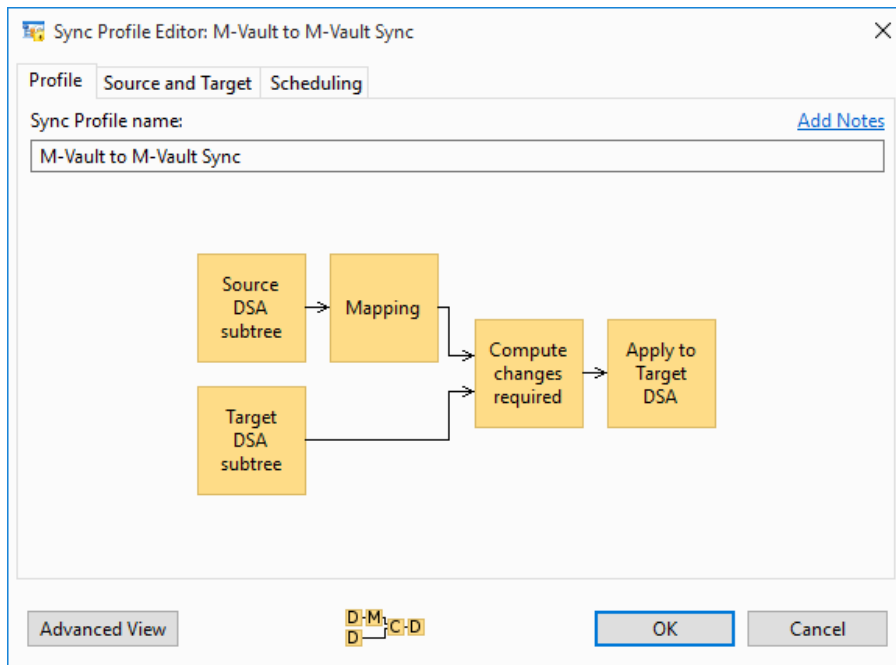 Sync Profile Editor: M-Vault to M-Vault Sync
Profile Source and Target Scheduling
Sync Profile name: Add Notes
M-Vault to M-Vault Sync
Source
DSA
subtree
Mapping
Target
DSA
subtree
Compute
changes
required
Apply to
Target
DSA
Advanced View
D M
D C D
OK Cancel